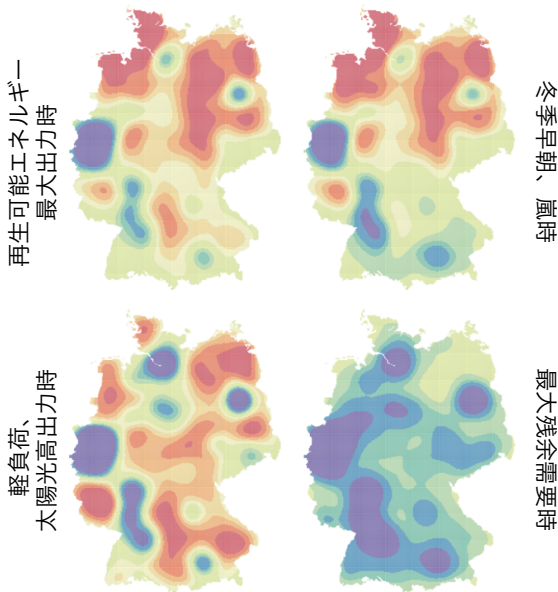 再生可能エネルギー
最大出力時
冬季早朝、嵐時
軽負荷、
太陽光高出力時
最大残余需要時